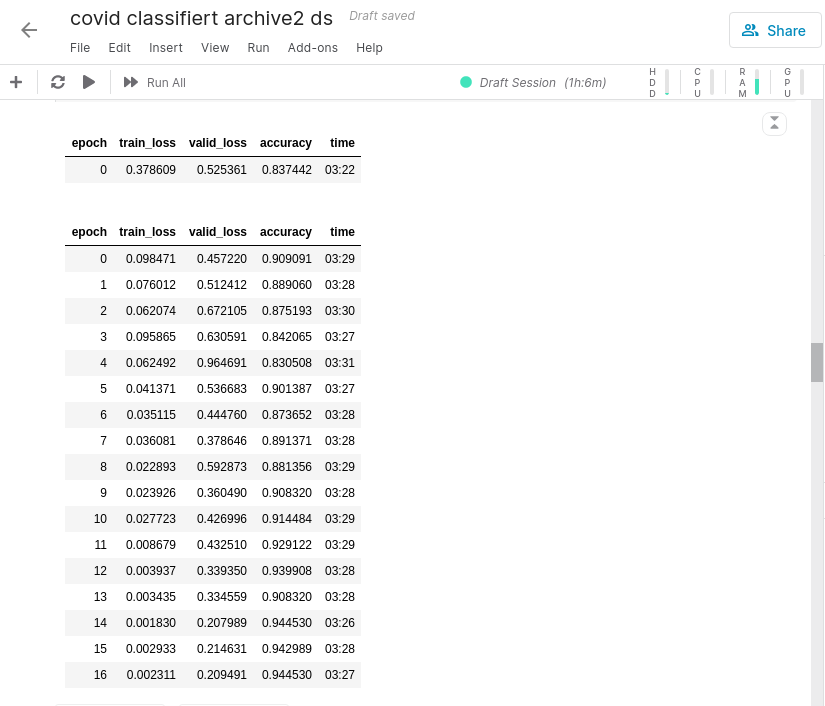 covid classifiert archive2 ds Draft saved
Share
File Edit Insert View Run Add-ons Help
Run All Draft Session (1h:6m) HDD CPU RAM GPU
epoch train_loss valid_loss accuracy time
0 0.378609 0.525361 0.837442 03:22
epoch train_loss valid_loss accuracy time
0 0.098471 0.457220 0.909091 03:29
1 0.076012 0.512412 0.889060 03:28
2 0.062074 0.672105 0.875193 03:30
3 0.095865 0.630591 0.842065 03:27
4 0.062492 0.964691 0.830508 03:31
5 0.041371 0.536683 0.901387 03:27
6 0.035115 0.444760 0.873652 03:28
7 0.036081 0.378646 0.891371 03:28
8 0.022893 0.592873 0.881356 03:29
9 0.023926 0.360490 0.908320 03:28
10 0.027723 0.426996 0.914484 03:29
11 0.008679 0.432510 0.929122 03:29
12 0.003937 0.339350 0.939908 03:28
13 0.003435 0.334559 0.908320 03:28
14 0.001830 0.207989 0.944530 03:26
15 0.002933 0.214631 0.942989 03:28
16 0.002311 0.209491 0.944530 03:27